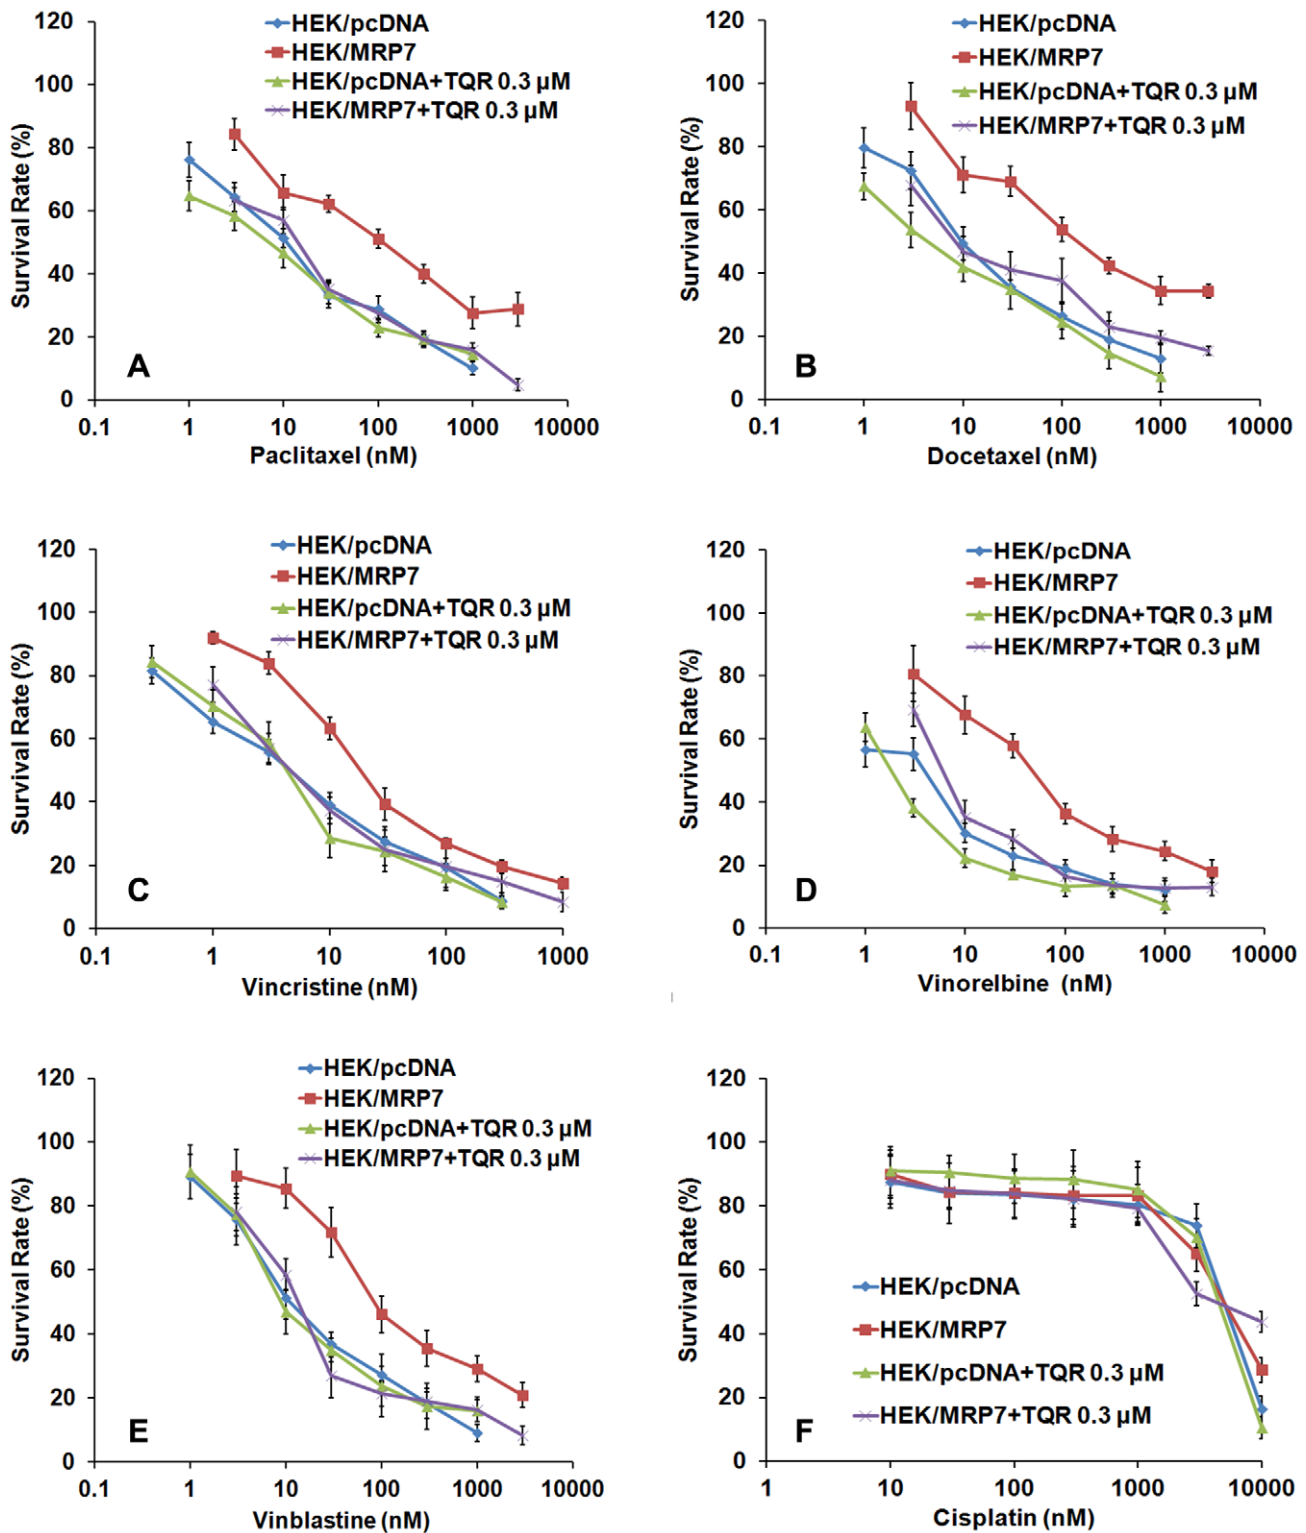 120
100
80
60
40
20
0
Survival Rate (%)
HEK/pcDNA
HEK/MRP7
HEK/pcDNA+TQR 0.3 µM
HEK/MRP7+TQR 0.3 µM
A
0.1 1 10 100 1000 10000
Paclitaxel (nM)
120
100
80
60
40
20
0
Survival Rate (%)
HEK/pcDNA
HEK/MRP7
HEK/pcDNA+TQR 0.3 µM
HEK/MRP7+TQR 0.3 µM
B
0.1 1 10 100 1000 10000
Docetaxel (nM)
120
100
80
60
40
20
0
Survival Rate (%)
HEK/pcDNA
HEK/MRP7
HEK/pcDNA+TQR 0.3 µM
HEK/MRP7+TQR 0.3 µM
C
0.1 1 10 100 1000
Vincristine (nM)
120
100
80
60
40
20
0
Survival Rate (%)
HEK/pcDNA
HEK/MRP7
HEK/pcDNA+TQR 0.3 µM
HEK/MRP7+TQR 0.3 µM
D
0.1 1 10 100 1000 10000
Vinorelbine (nM)
120
100
80
60
40
20
0
Survival Rate (%)
HEK/pcDNA
HEK/MRP7
HEK/pcDNA+TQR 0.3 µM
HEK/MRP7+TQR 0.3 µM
E
0.1 1 10 100 1000 10000
Vinblastine (nM)
120
100
80
60
40
20
0
Survival Rate (%)
HEK/pcDNA
HEK/MRP7
HEK/pcDNA+TQR 0.3 µM
HEK/MRP7+TQR 0.3 µM
F
1 10 100 1000 10000
Cisplatin (nM)